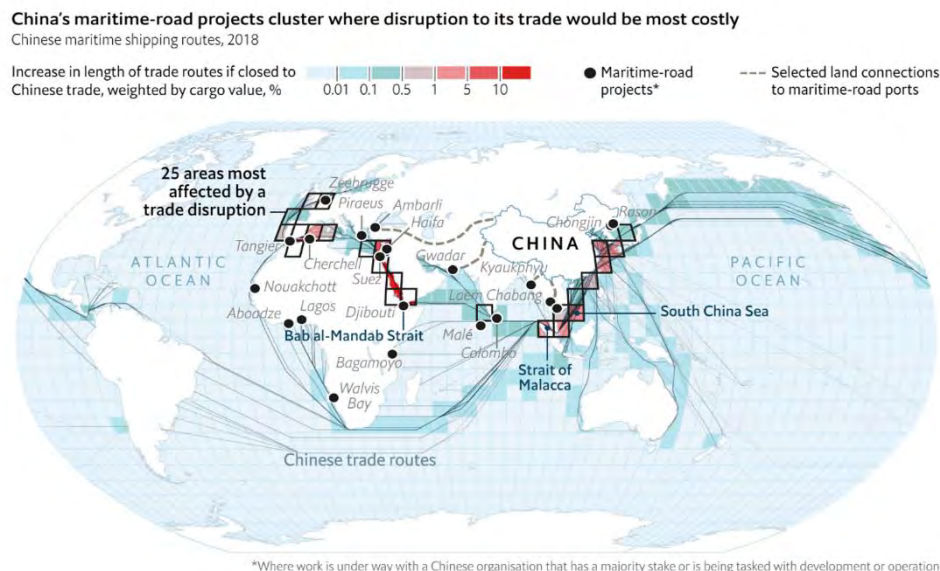 China's maritime-road projects cluster where disruption to its trade would be most costly
Chinese maritime shipping routes, 2018
Increase in length of trade routes if closed to
Chinese trade, weighted by cargo value, %
0.01 0.1 0.5 1 5 10
Maritime-road
projects*
Selected land connections
to maritime-road ports
25 areas most
affected by a
trade disruption
Zeebrugge
Piraeus
Ambarli
Haifa
Tangier
Cherchell
Suez
Gwadar
Kyaukphyu
CHINA
Chongjin
Rason
ATLANTIC
OCEAN
PACIFIC
OCEAN
Nouakchott
Aboadze
Lagos
Djibouti
Laem Chabang
Bab al-Mandab Strait
Malé
Colombo
South China Sea
Strait of
Malacca
Bagamoyo
Walvis
Bay
Chinese trade routes
*Where work is under way with a Chinese organisation that has a majority stake or is being tasked with development or operation